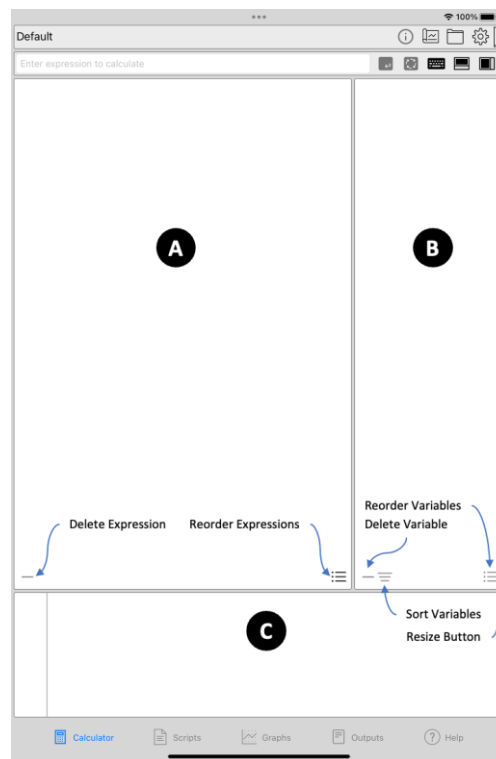 100%
Default
Enter expression to calculate
A
B
Reorder Variables
Delete Expression Reorder Expressions Delete Variable
C
Sort Variables
Resize Button
Calculator Scripts Graphs Outputs Help